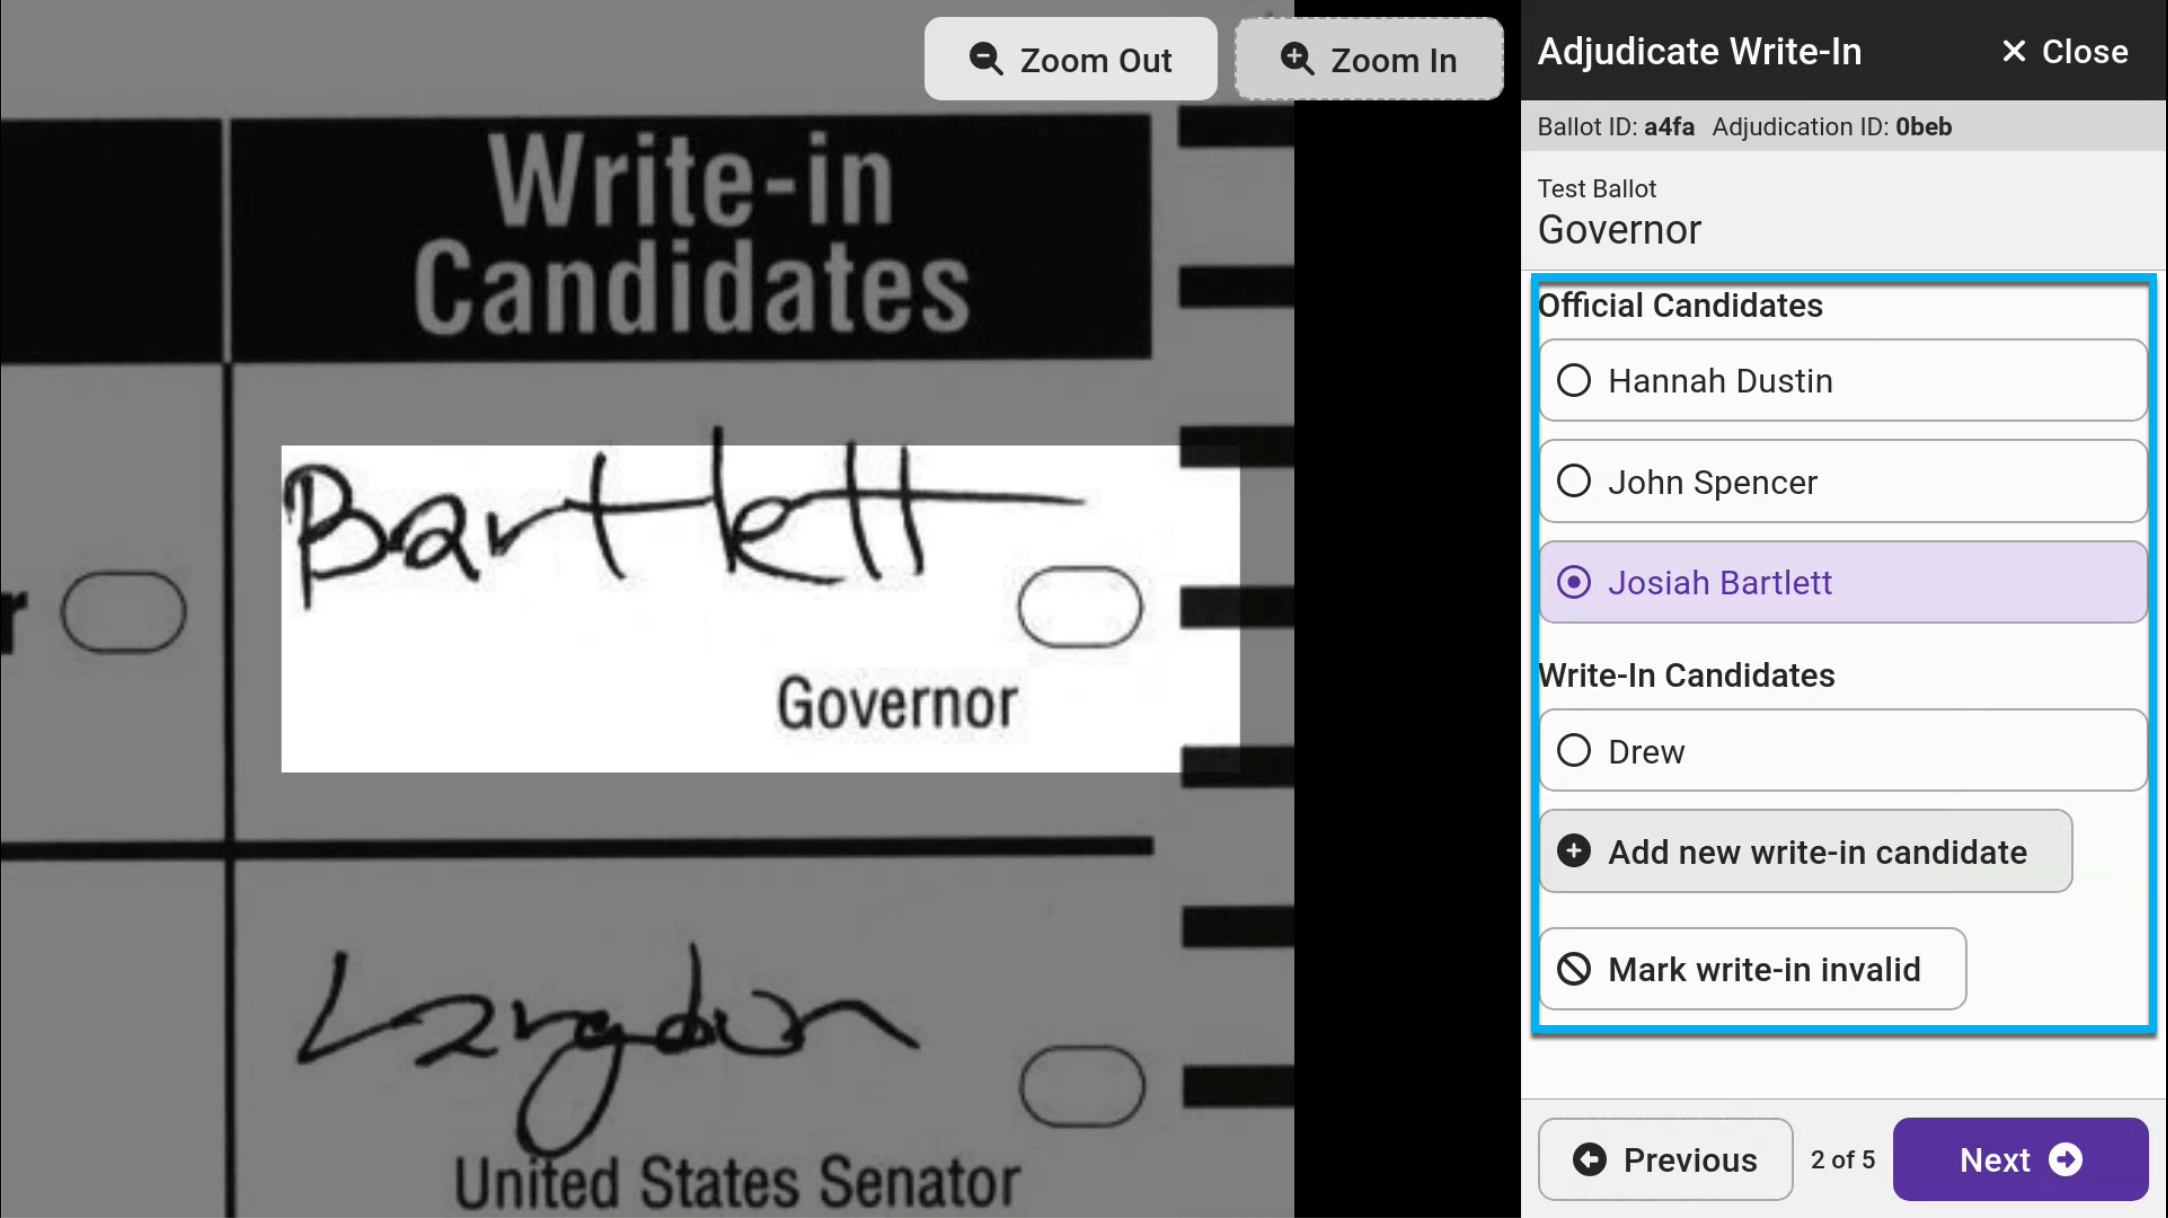 Zoom Out
Zoom In
Write-in
Candidates
Bartlett
r
Governor
Langdon
United States Senator
Adjudicate Write-In
Close
Ballot ID: a4fa Adjudication ID: 0beb
Test Ballot
Governor
Official Candidates
Hannah Dustin
John Spencer
Josiah Bartlett
Write-In Candidates
Drew
Add new write-in candidate
Mark write-in invalid
Previous
2 of 5
Next